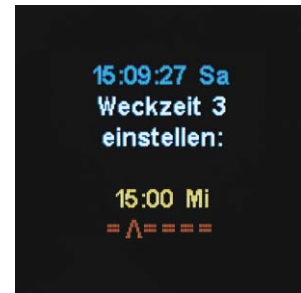 15:09:27 Sa
Weckzeit 3
einstellen:
15:00 Mi
=Λ====